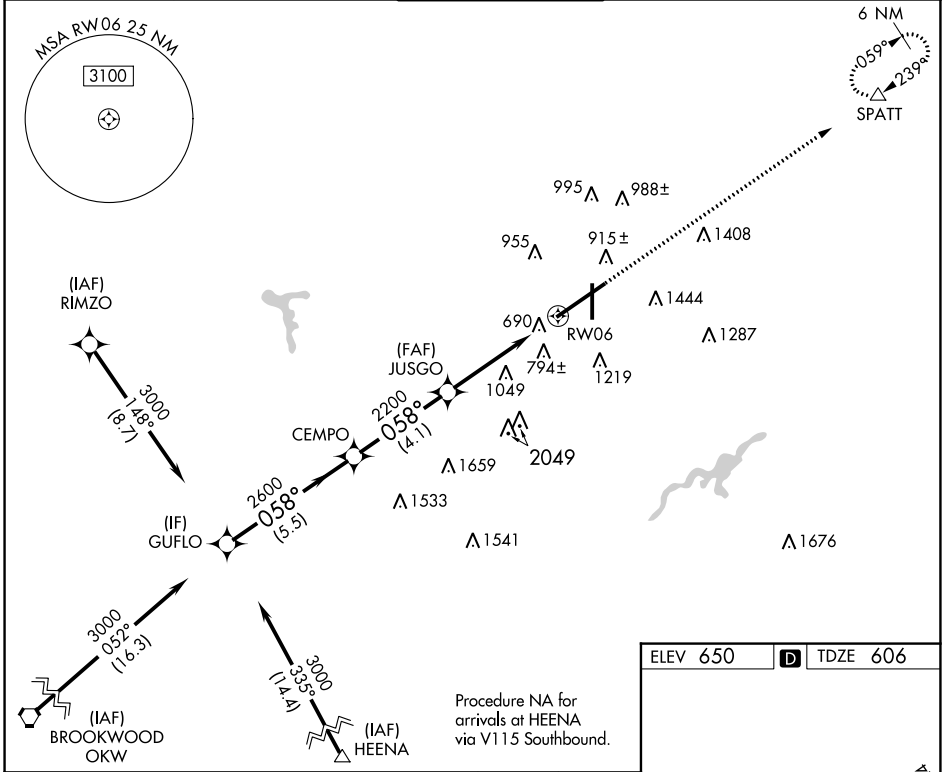 MSA RW06 25 NM
3100
6 NM
059°
239°
SPATT
995
988±
955
915±
1408
(IAF)
RIMZO
1444
690
RW06
1287
(FAF)
JUSGO
794±
1219
1049
3000
148°
(8.7)
2200
058°
(4.1)
CEMPO
2049
1659
2600
058°
(5.5)
1533
(IF)
GUFLO
1541
1676
3000
052°
(16.3)
3000
335°
(14.4)
ELEV 650
D
TDZE 606
Procedure NA for
arrivals at HEENA
via V115 Southbound.
(IAF)
BROOKWOOD
OKW
(IAF)
HEENA